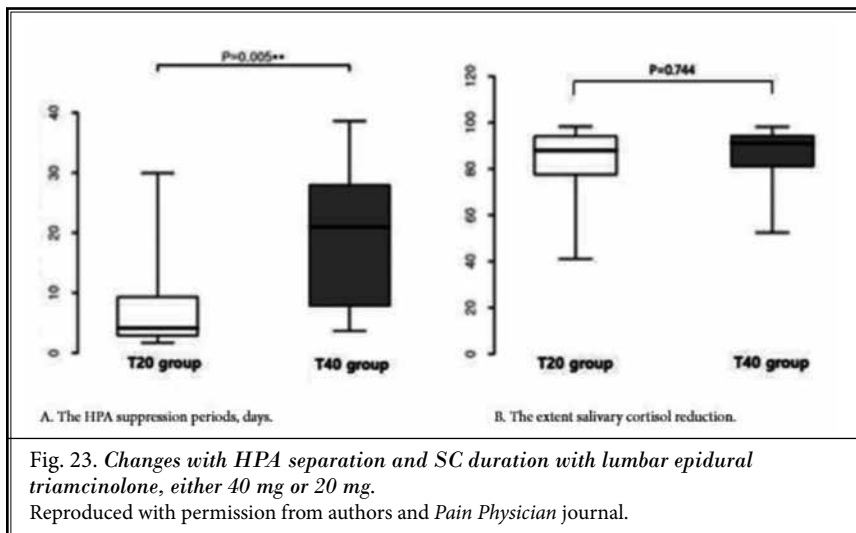 P=0.005**
40
30
20
10
0
T20 group T40 group
A. The HPA suppression periods, days.
P=0.744
120
100
80
60
40
20
0
T20 group T40 group
B. The extent salivary cortisol reduction.
Fig. 23. Changes with HPA separation and SC duration with lumbar epidural
triamcinolone, either 40 mg or 20 mg.
Reproduced with permission from authors and Pain Physician journal.